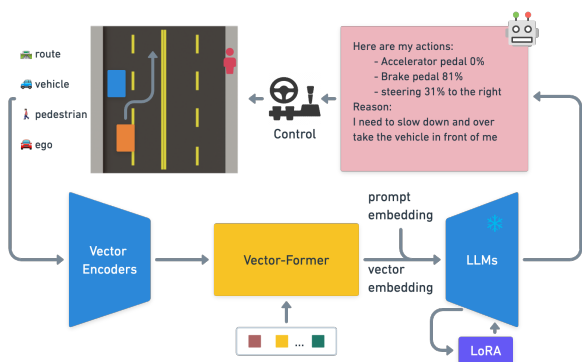 route
vehicle
pedestrian
ego
Here are my actions:
- Accelerator pedal 0%
- Brake pedal 81%
- steering 31% to the right
Reason:
I need to slow down and over
take the vehicle in front of me
Control
Vector
Encoders
Vector-Former
prompt
embedding
vector
embedding
LLMs
...
LoRA